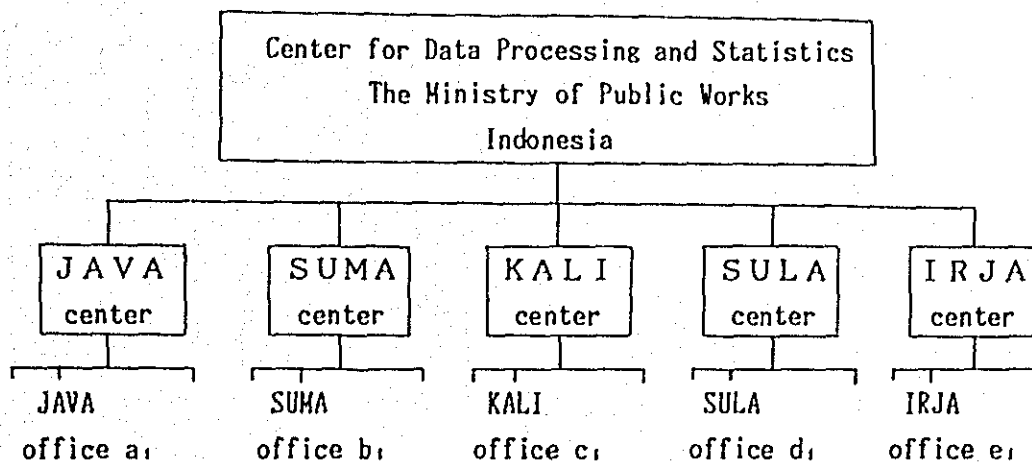 Center for Data Processing and Statistics
The Ministry of Public Works
Indonesia
JAVA SUMA KALI SULA IRJA
center center center center center
JAVA SUMA KALI SULA IRJA
office a₁ office b₁ office c₁ office d₁ office e₁